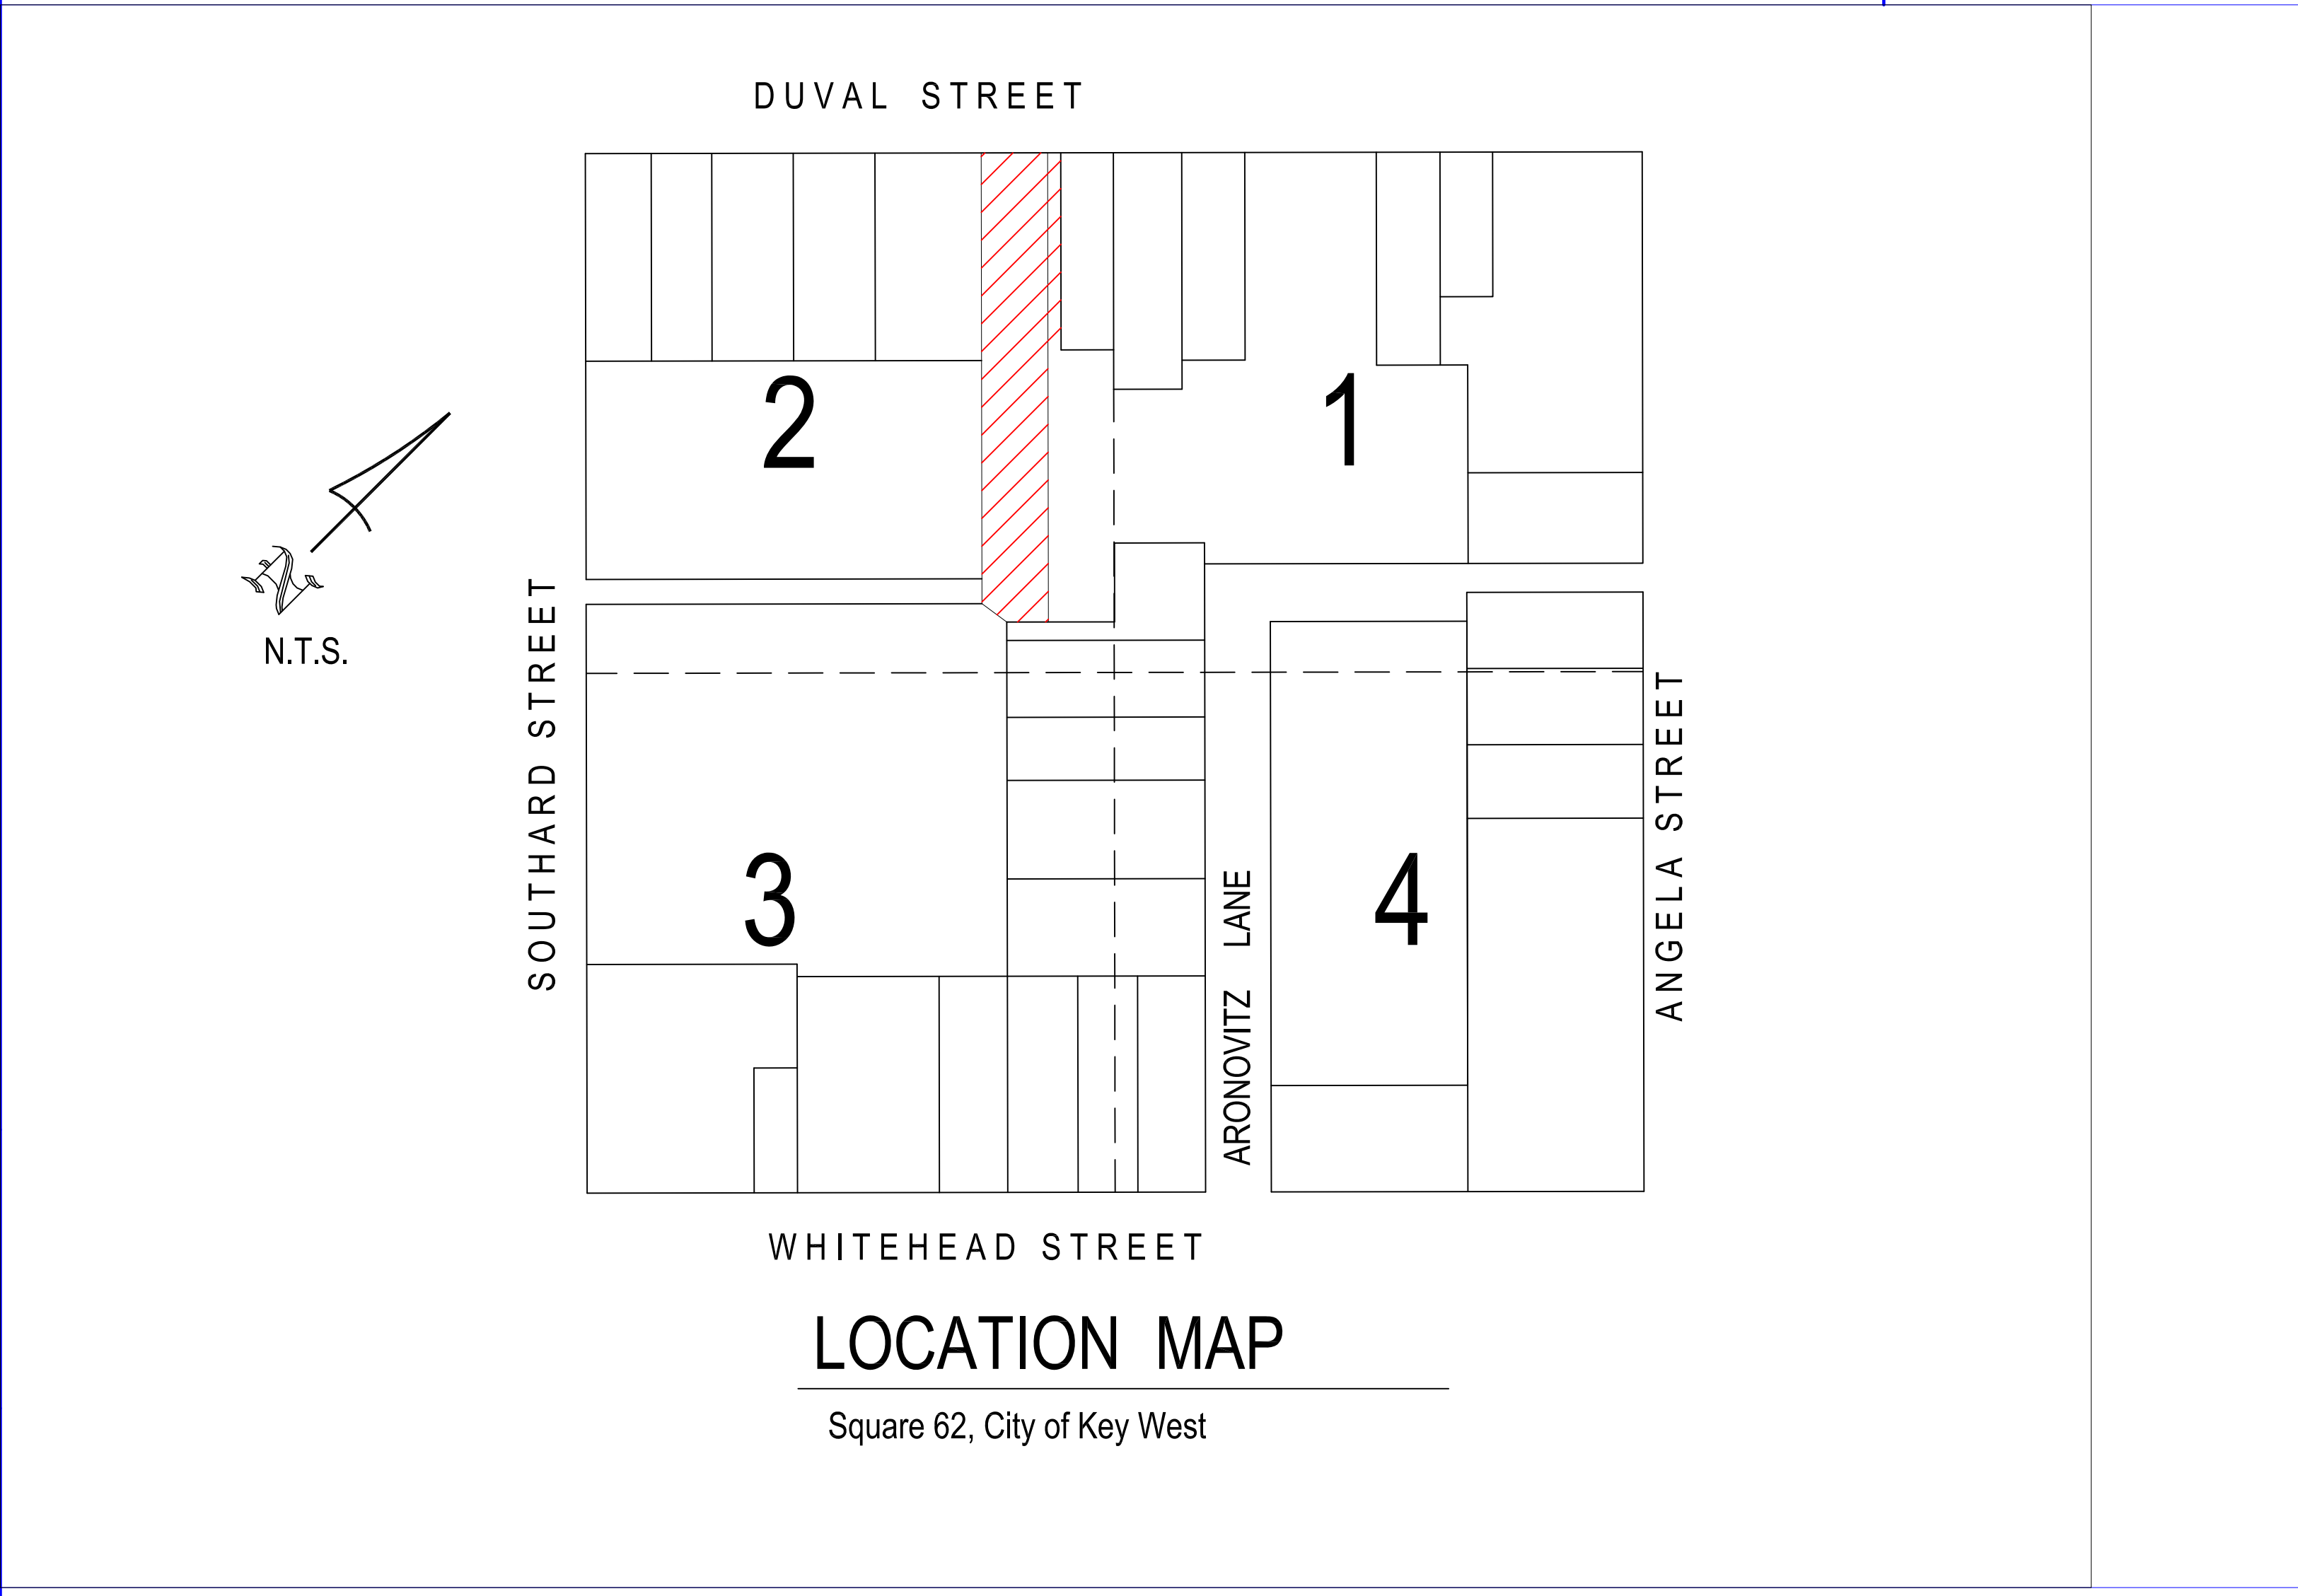 DUVAL STREET
2
1
N
N.T.S.
SOUTHARD STREET
3
ARONOVITZ LANE
4
ANGELA STREET
WHITEHEAD STREET
LOCATION MAP
Square 62, City of Key West